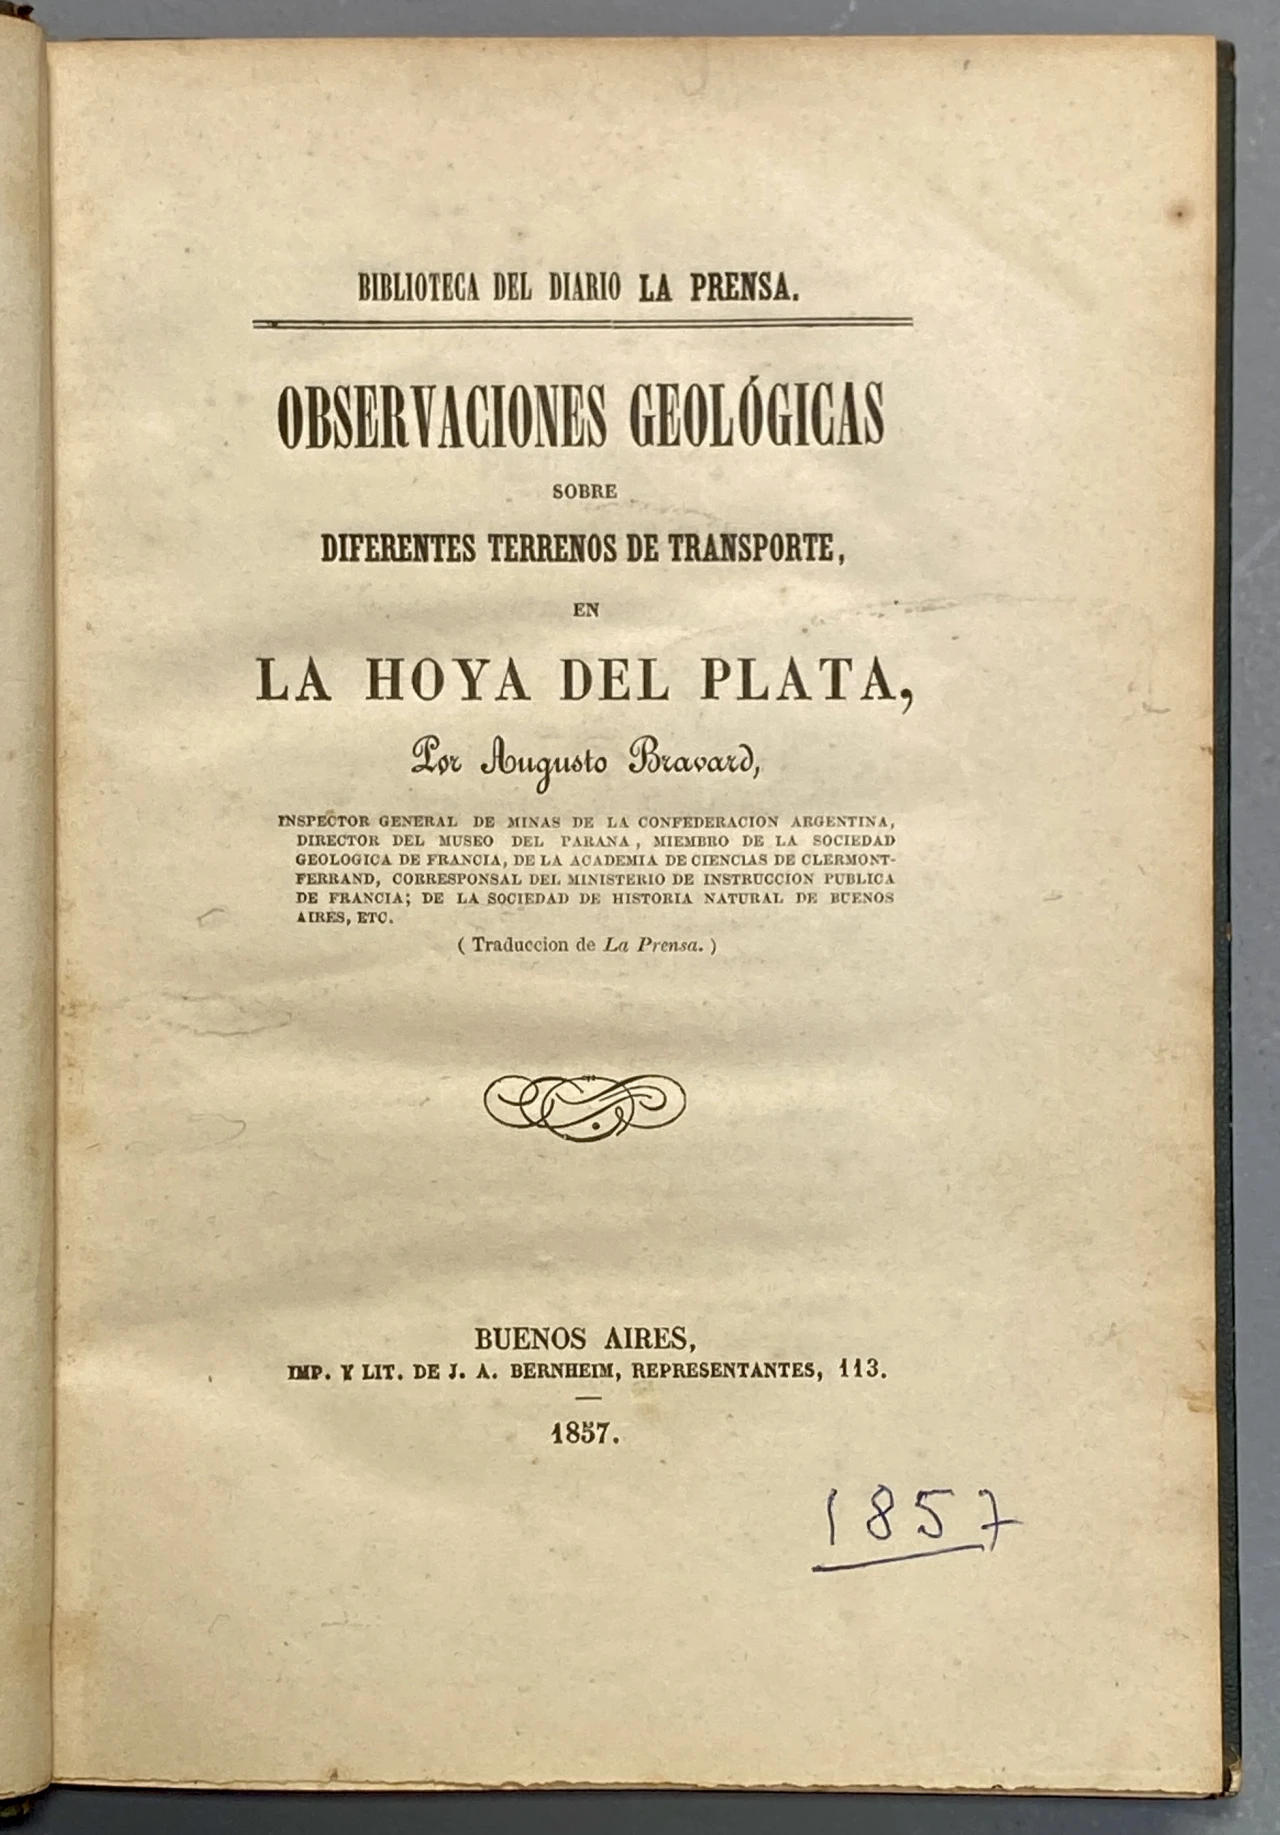 BIBLIOTECA DEL DIARIO LA PRENSA.
OBSERVACIONES GEOLÓGICAS
SOBRE
DIFERENTES TERRENOS DE TRANSPORTE,
EN
LA HOYA DEL PLATA,
Por Augusto Bravard,
INSPECTOR GENERAL DE MINAS DE LA CONFEDERACION ARGENTINA,
DIRECTOR DEL MUSEO DEL PARANA, MIEMBRO DE LA SOCIEDAD
GEOLOGICA DE FRANCIA, DE LA ACADEMIA DE CIENCIAS DE CLERMONT-
FERRAND, CORRESPONSAL DEL MINISTERIO DE INSTRUCCION PUBLICA
DE FRANCIA; DE LA SOCIEDAD DE HISTORIA NATURAL DE BUENOS
AIRES, ETC.
( Traduccion de La Prensa. )
BUENOS AIRES,
IMP. Y LIT. DE J. A. BERNHEIM, REPRESENTANTES, 113.
1857.
1857